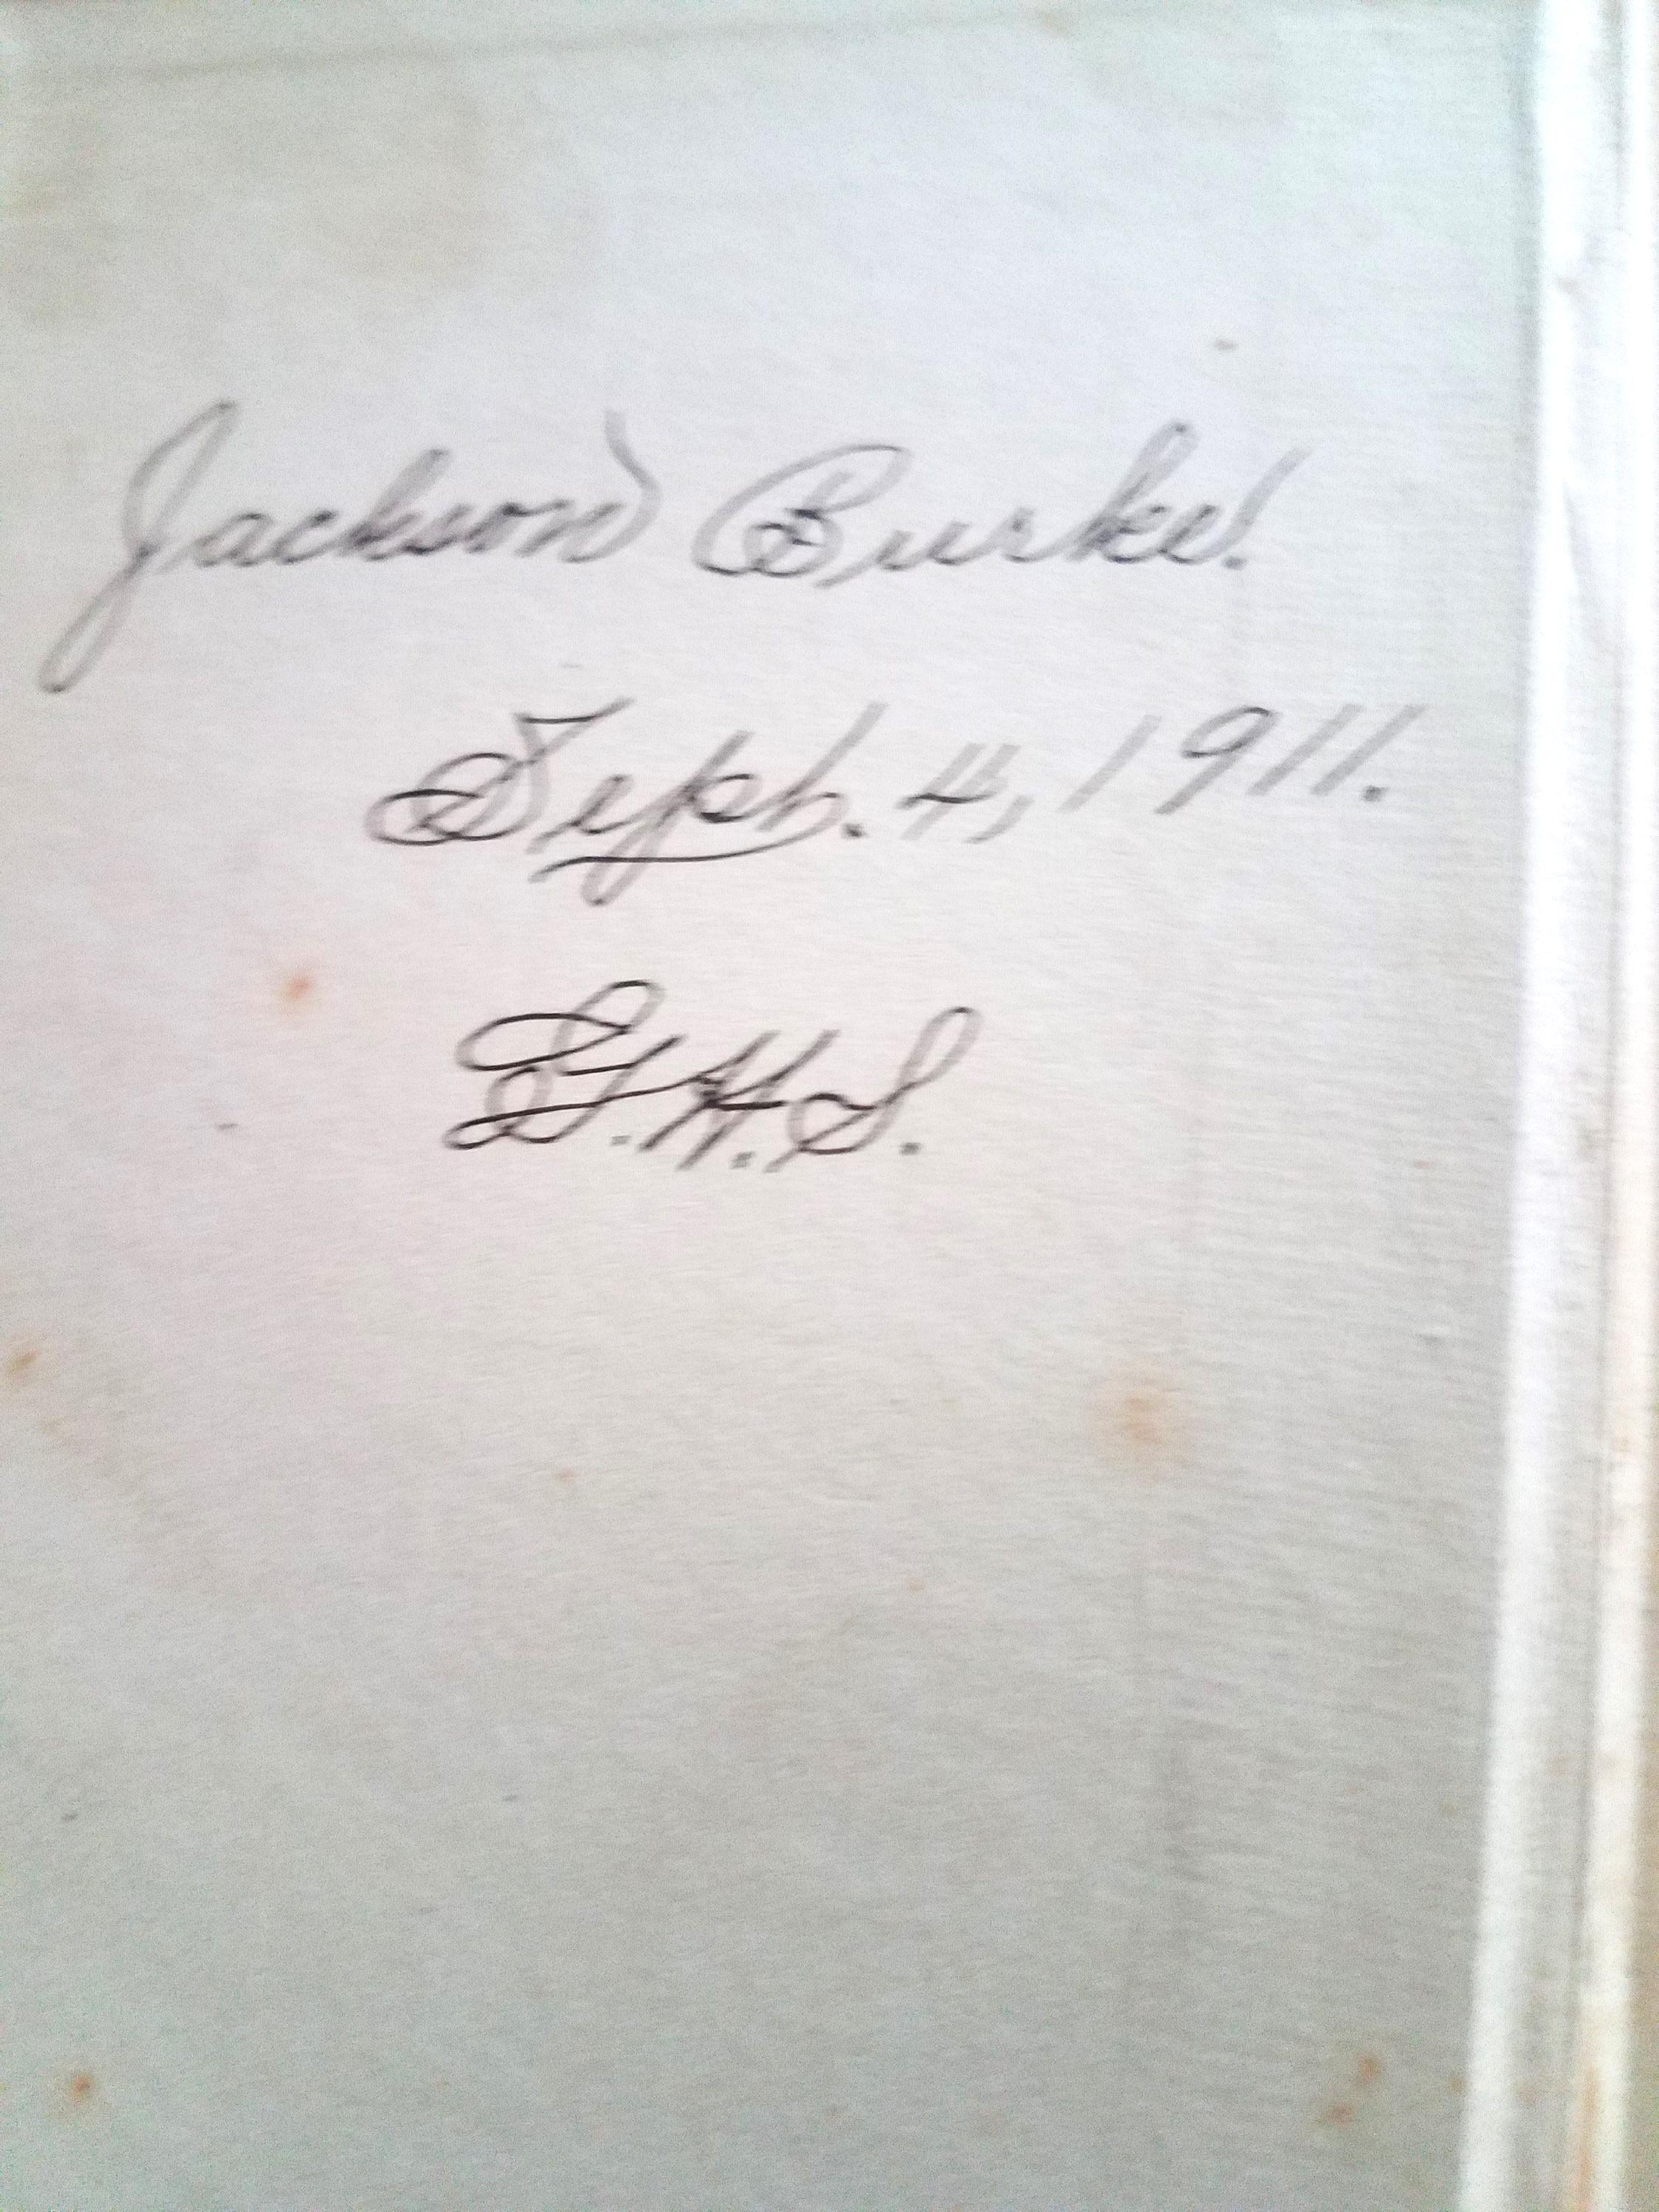 Jackson Burke.
Sept. 4, 1911.
G.H.S.